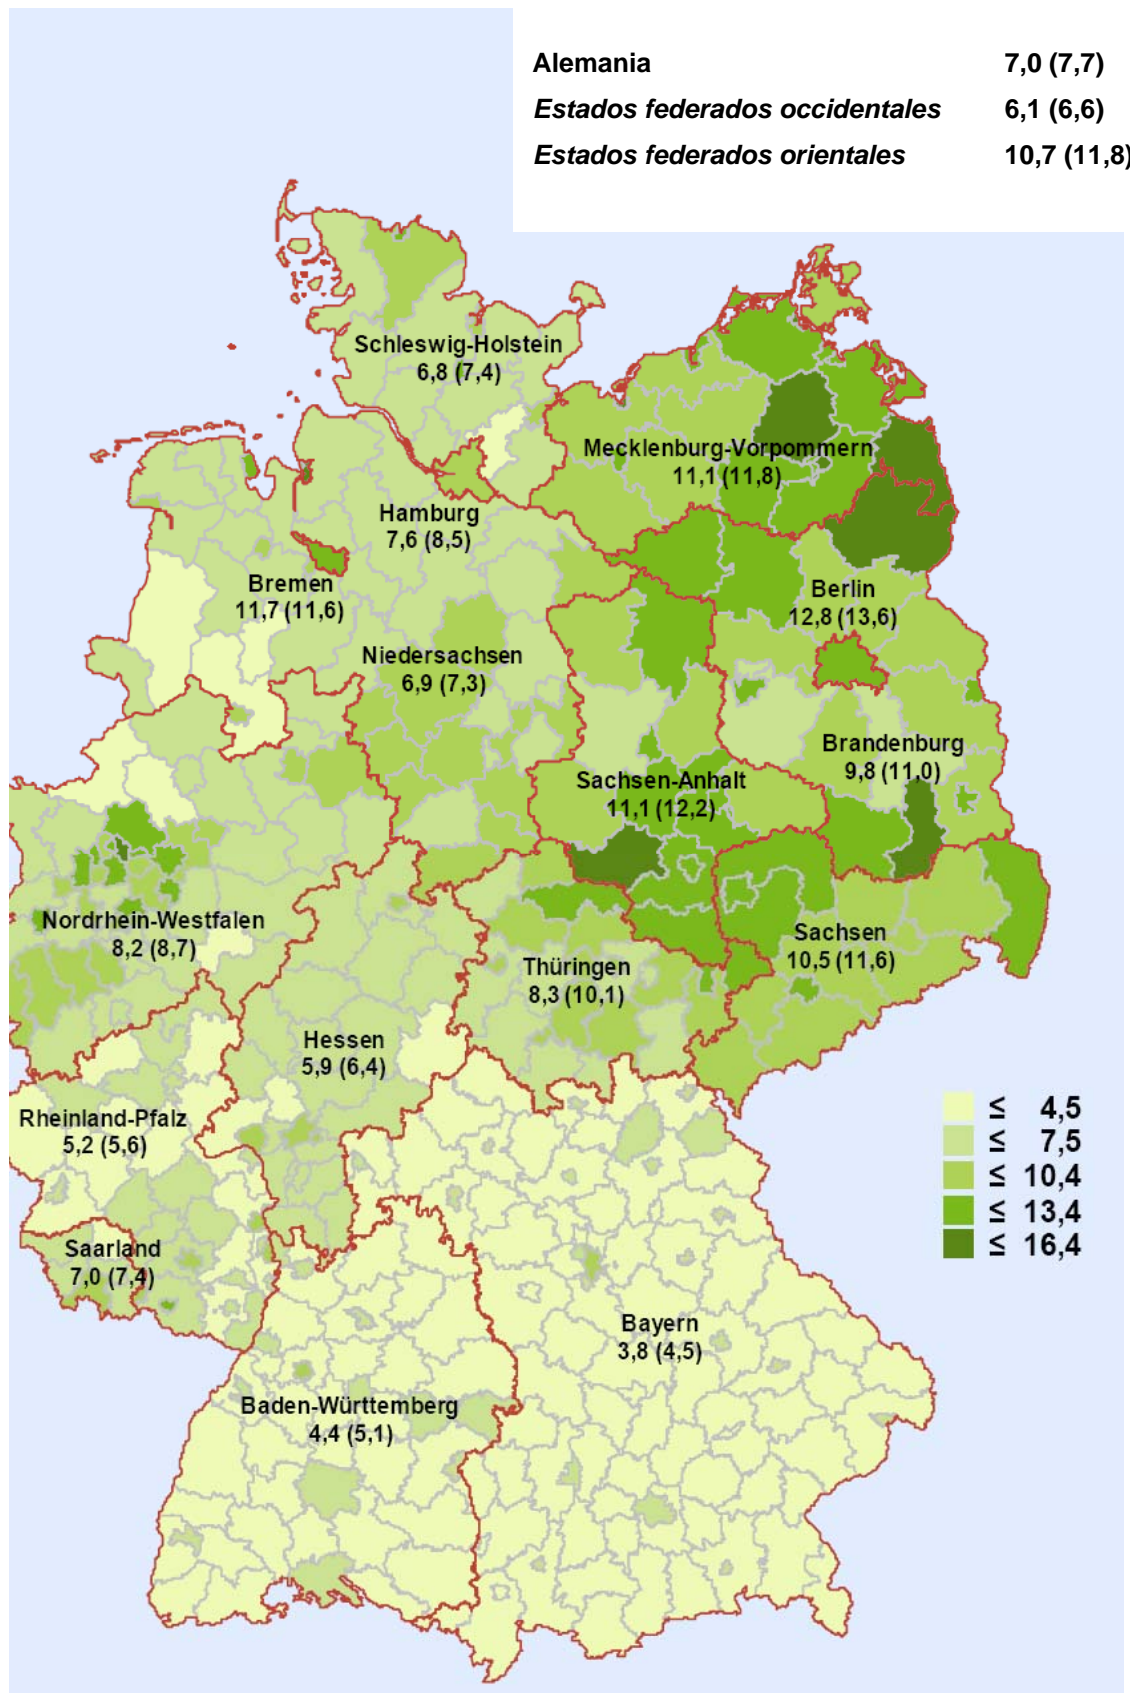 Alemania 7,0 (7,7)
Estados federados occidentales 6,1 (6,6)
Estados federados orientales 10,7 (11,8)
Schleswig-Holstein
6,8 (7,4)
Mecklenburg-Vorpommern
11,1 (11,8)
Hamburg
7,6 (8,5)
Bremen
11,7 (11,6)
Berlin
12,8 (13,6)
Niedersachsen
6,9 (7,3)
Brandenburg
9,8 (11,0)
Sachsen-Anhalt
11,1 (12,2)
Nordrhein-Westfalen
8,2 (8,7)
Sachsen
10,5 (11,6)
Thüringen
8,3 (10,1)
Hessen
5,9 (6,4)
Rheinland-Pfalz
5,2 (5,6)
≤ 4,5
≤ 7,5
≤ 10,4
≤ 13,4
≤ 16,4
Saarland
7,0 (7,4)
Bayern
3,8 (4,5)
Baden-Württemberg
4,4 (5,1)